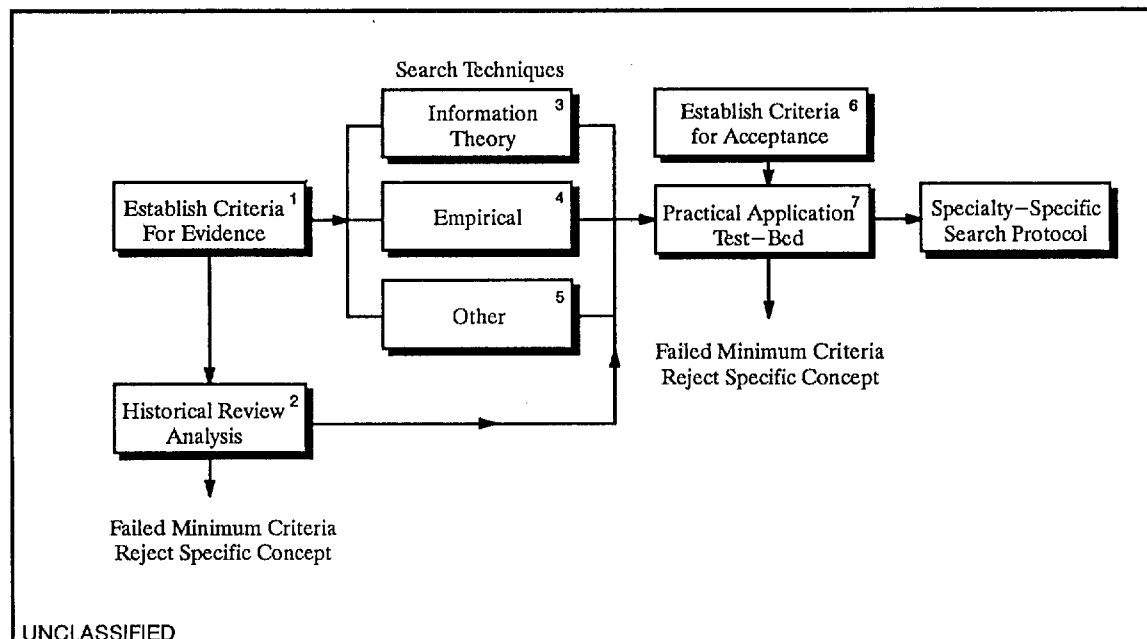 Search Techniques
Information 3
Theory
Establish Criteria 6
for Acceptance
Establish Criteria 1
For Evidence
Empirical 4
Practical Application 7
Test-Bed
Specialty-Specific
Search Protocol
Other 5
Failed Minimum Criteria
Reject Specific Concept
Historical Review 2
Analysis
Failed Minimum Criteria
Reject Specific Concept
UNCLASSIFIED